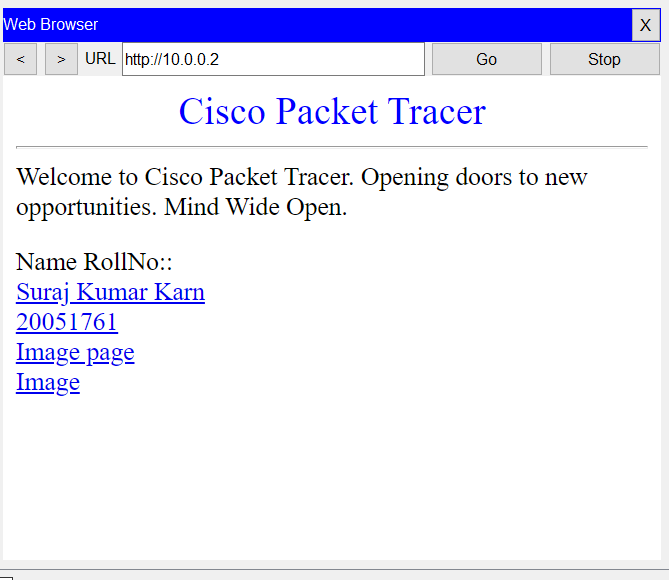 Web Browser X
< > URL http://10.0.0.2 Go Stop
Cisco Packet Tracer
Welcome to Cisco Packet Tracer. Opening doors to new
opportunities. Mind Wide Open.
Name RollNo::
Suraj Kumar Karn
20051761
Image page
Image